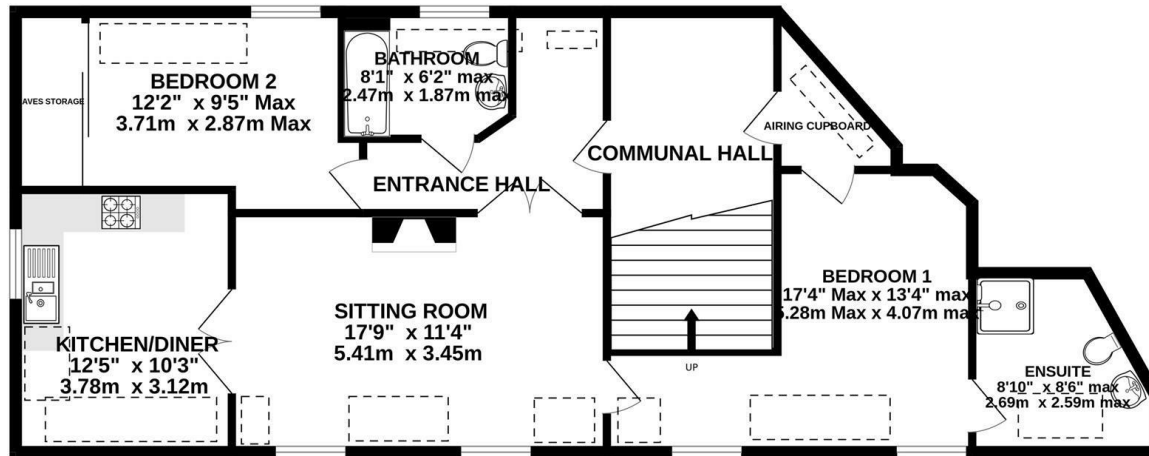 BEDROOM 2
12'2" x 9'5" Max
3.71m x 2.87m Max
AVES STORAGE
BATHROOM
8'1" x 6'2" max
2.47m x 1.87m max
ENTRANCE HALL
COMMUNAL HALL
AIRING CUPBOARD
BEDROOM 1
17'4" Max x 13'4" max
5.28m Max x 4.07m max
SITTING ROOM
17'9" x 11'4"
5.41m x 3.45m
KITCHEN/DINER
12'5" x 10'3"
3.78m x 3.12m
UP
ENSUITE
8'10" x 8'6" max
2.69m x 2.59m max